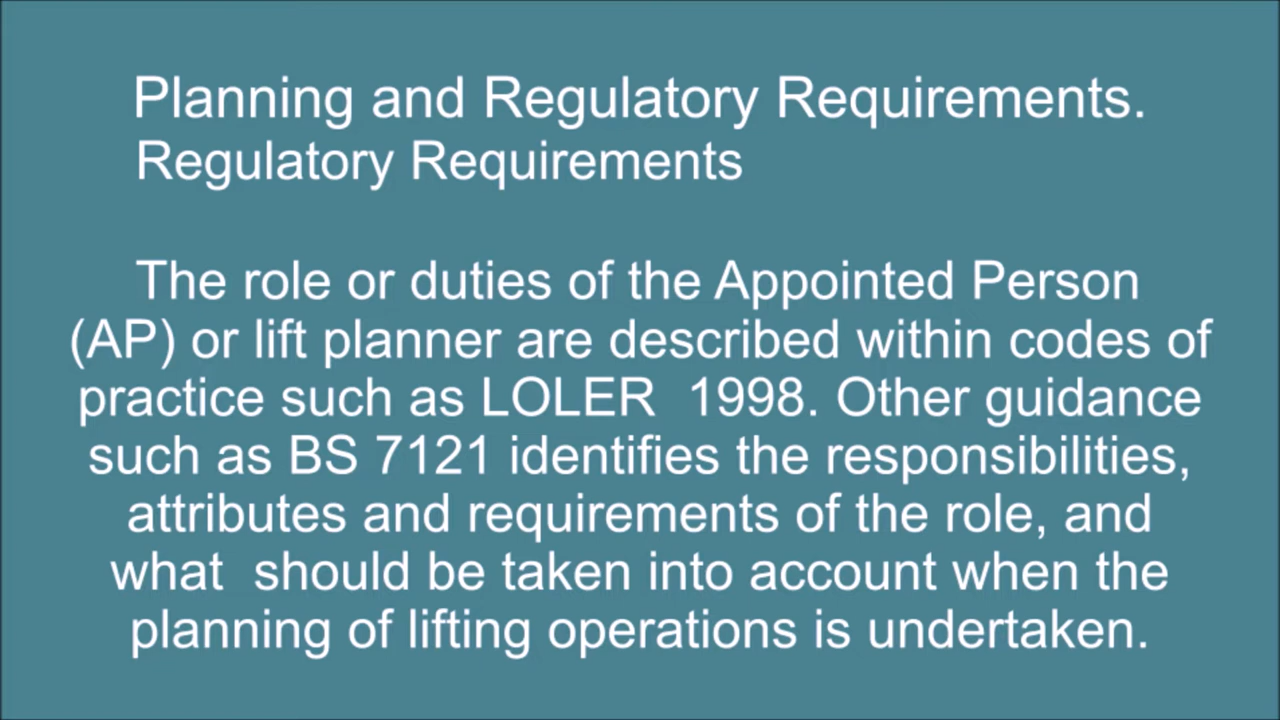 Planning and Regulatory Requirements.
Regulatory Requirements
The role or duties of the Appointed Person
(AP) or lift planner are described within codes of
practice such as LOLER  1998. Other guidance
such as BS 7121 identifies the responsibilities,
attributes and requirements of the role, and
what  should be taken into account when the
planning of lifting operations is undertaken.